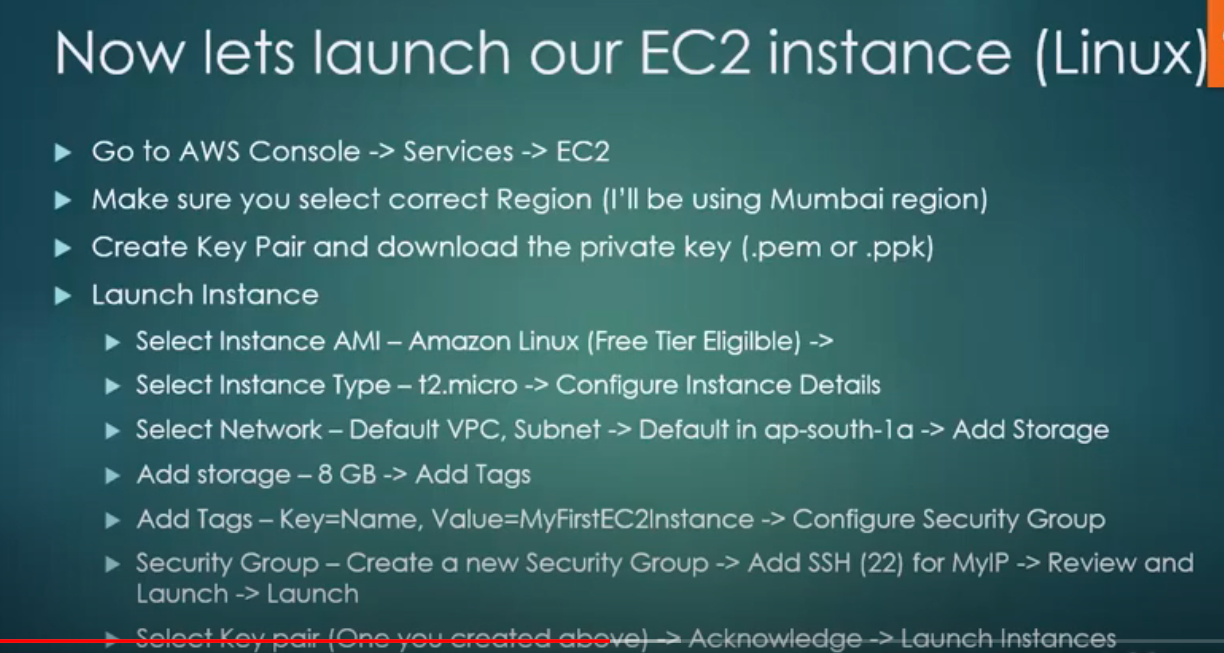 Now lets launch our EC2 instance (Linux)
Go to AWS Console -> Services -> EC2
Make sure you select correct Region (I'll be using Mumbai region)
Create Key Pair and download the private key (.pem or .ppk)
Launch Instance
Select Instance AMI – Amazon Linux (Free Tier Eligilble) ->
Select Instance Type – t2.micro -> Configure Instance Details
Select Network – Default VPC, Subnet -> Default in ap-south-1a -> Add Storage
Add storage – 8 GB -> Add Tags
Add Tags – Key=Name, Value=MyFirstEC2Instance -> Configure Security Group
Security Group – Create a new Security Group -> Add SSH (22) for MyIP -> Review and
Launch -> Launch
Select Key pair (One you created above) -> Acknowledge -> Launch Instances